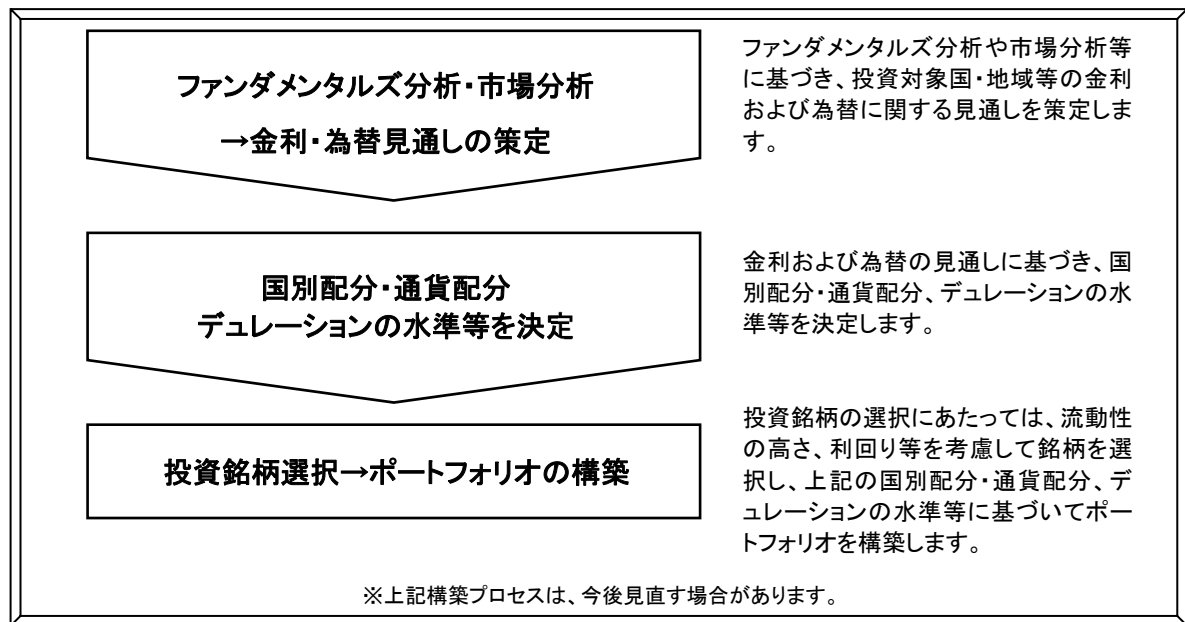 ファンダメンタルズ分析・市場分析
→金利・為替見通しの策定
ファンダメンタルズ分析や市場分析等
に基づき、投資対象国・地域等の金利
および為替に関する見通しを策定しま
す。
国別配分・通貨配分
デュレーションの水準等を決定
金利および為替の見通しに基づき、国
別配分・通貨配分、デュレーションの水
準等を決定します。
投資銘柄選択→ポートフォリオの構築
投資銘柄の選択にあたっては、流動性
の高さ、利回り等を考慮して銘柄を選
択し、上記の国別配分・通貨配分、デ
ュレーションの水準等に基づいてポー
トフォリオを構築します。
※上記構築プロセスは、今後見直す場合があります。